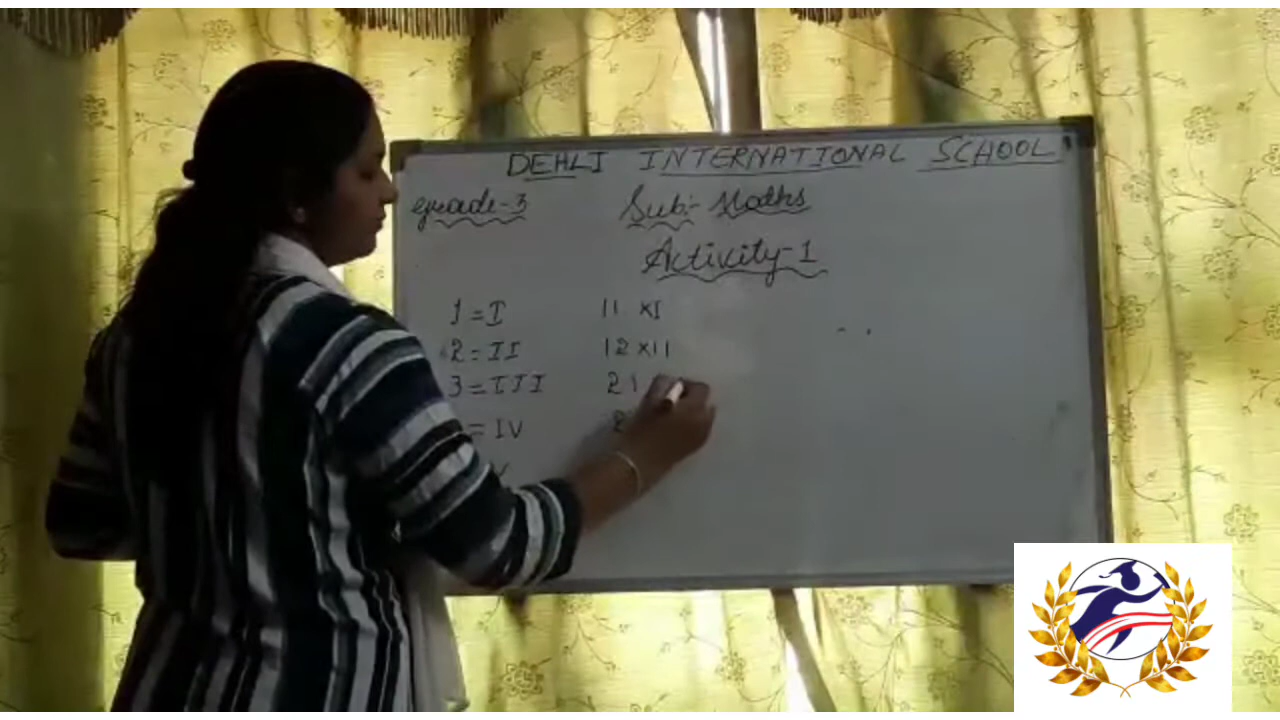 DEHLI INTERNATIONAL SCHOOL
Grade-3 Sub:- Maths
Activity-1
1 = I 11 XI
2 = II 12 XII
3 = III 21
= IV 2
V